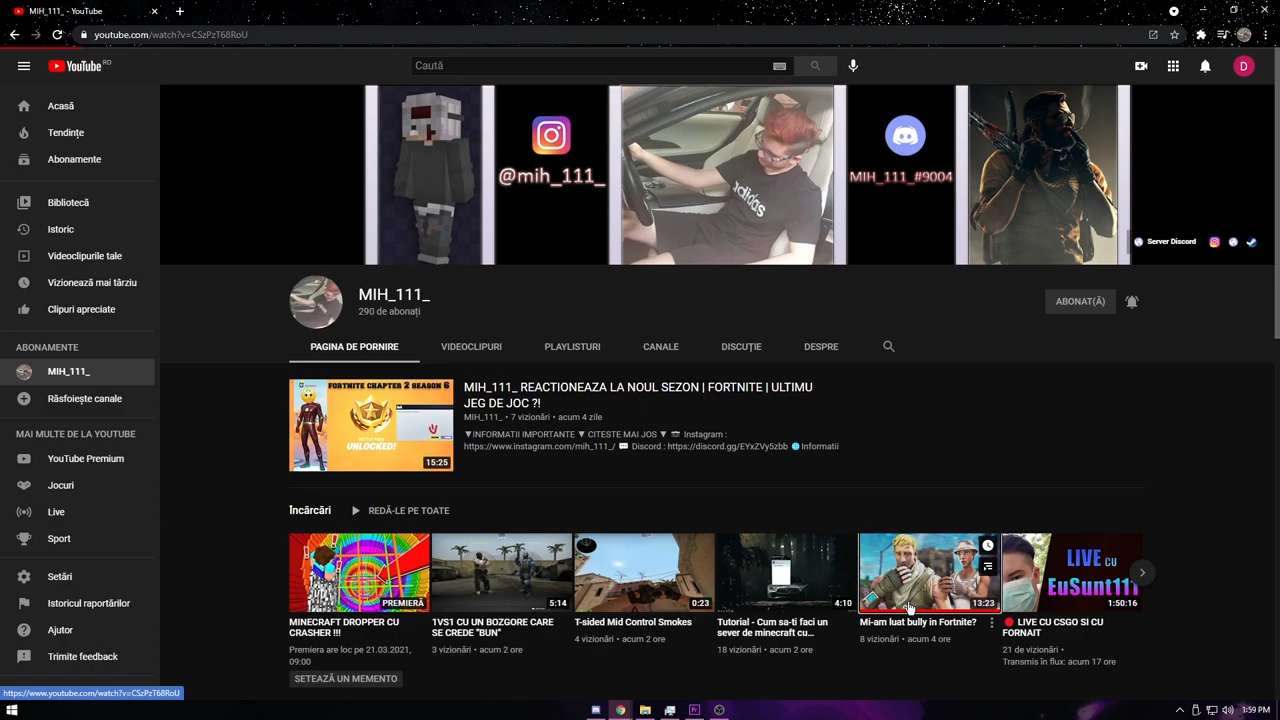 MIH_111_ - YouTube
youtube.com/watch?v=CSzPzT68RoU
YouTube RO
Caută
D
Acasă
Tendințe
Abonamente
Bibliotecă
Istoric
Videoclipurile tale
Vizionează mai târziu
Clipuri apreciate
ABONAMENTE
MIH_111_
Răsfoiește canale
MAI MULTE DE LA YOUTUBE
YouTube Premium
Jocuri
Live
Sport
Setări
Istoricul raportărilor
Ajutor
Trimite feedback
https://www.youtube.com/watch?v=CSzPzT68RoU
@mih_111_
adidas
MIH_111_#9004
Server Discord
MIH_111_
290 de abonați
ABONAT(Ă)
PAGINA DE PORNIRE
VIDEOCLIPURI
PLAYLISTURI
CANALE
DISCUȚIE
DESPRE
FORTNITE CHAPTER 2 SEASON 6
UNLOCKED!
15:25
MIH_111_ REACTIONEAZA LA NOUL SEZON | FORTNITE | ULTIMU
JEG DE JOC ?!
MIH_111_ • 7 vizionări • acum 4 zile
▼INFORMATII IMPORTANTE ▼ CITESTE MAI JOS ▼ Instagram :
https://www.instagram.com/mih_111_/ Discord : https://discord.gg/EYxZVy5zbb Informatii
Încărcări
REDĂ-LE PE TOATE
PREMIERĂ
MINECRAFT DROPPER CU
CRASHER !!!
Premiera are loc pe 21.03.2021,
09:00
SETEAZĂ UN MEMENTO
5:14
1VS1 CU UN BOZGORE CARE
SE CREDE "BUN"
3 vizionări • acum 2 ore
0:23
T-sided Mid Control Smokes
4 vizionări • acum 2 ore
4:10
Tutorial - Cum sa-ti faci un
sever de minecraft cu...
18 vizionări • acum 2 ore
13:23
Mi-am luat bully in Fortnite?
8 vizionări • acum 4 ore
LIVE CU
EuSunt111
1:50:16
LIVE CU CSGO SI CU
FORNAIT
21 de vizionări •
Transmis în flux: acum 17 ore
Pr
1:59 PM